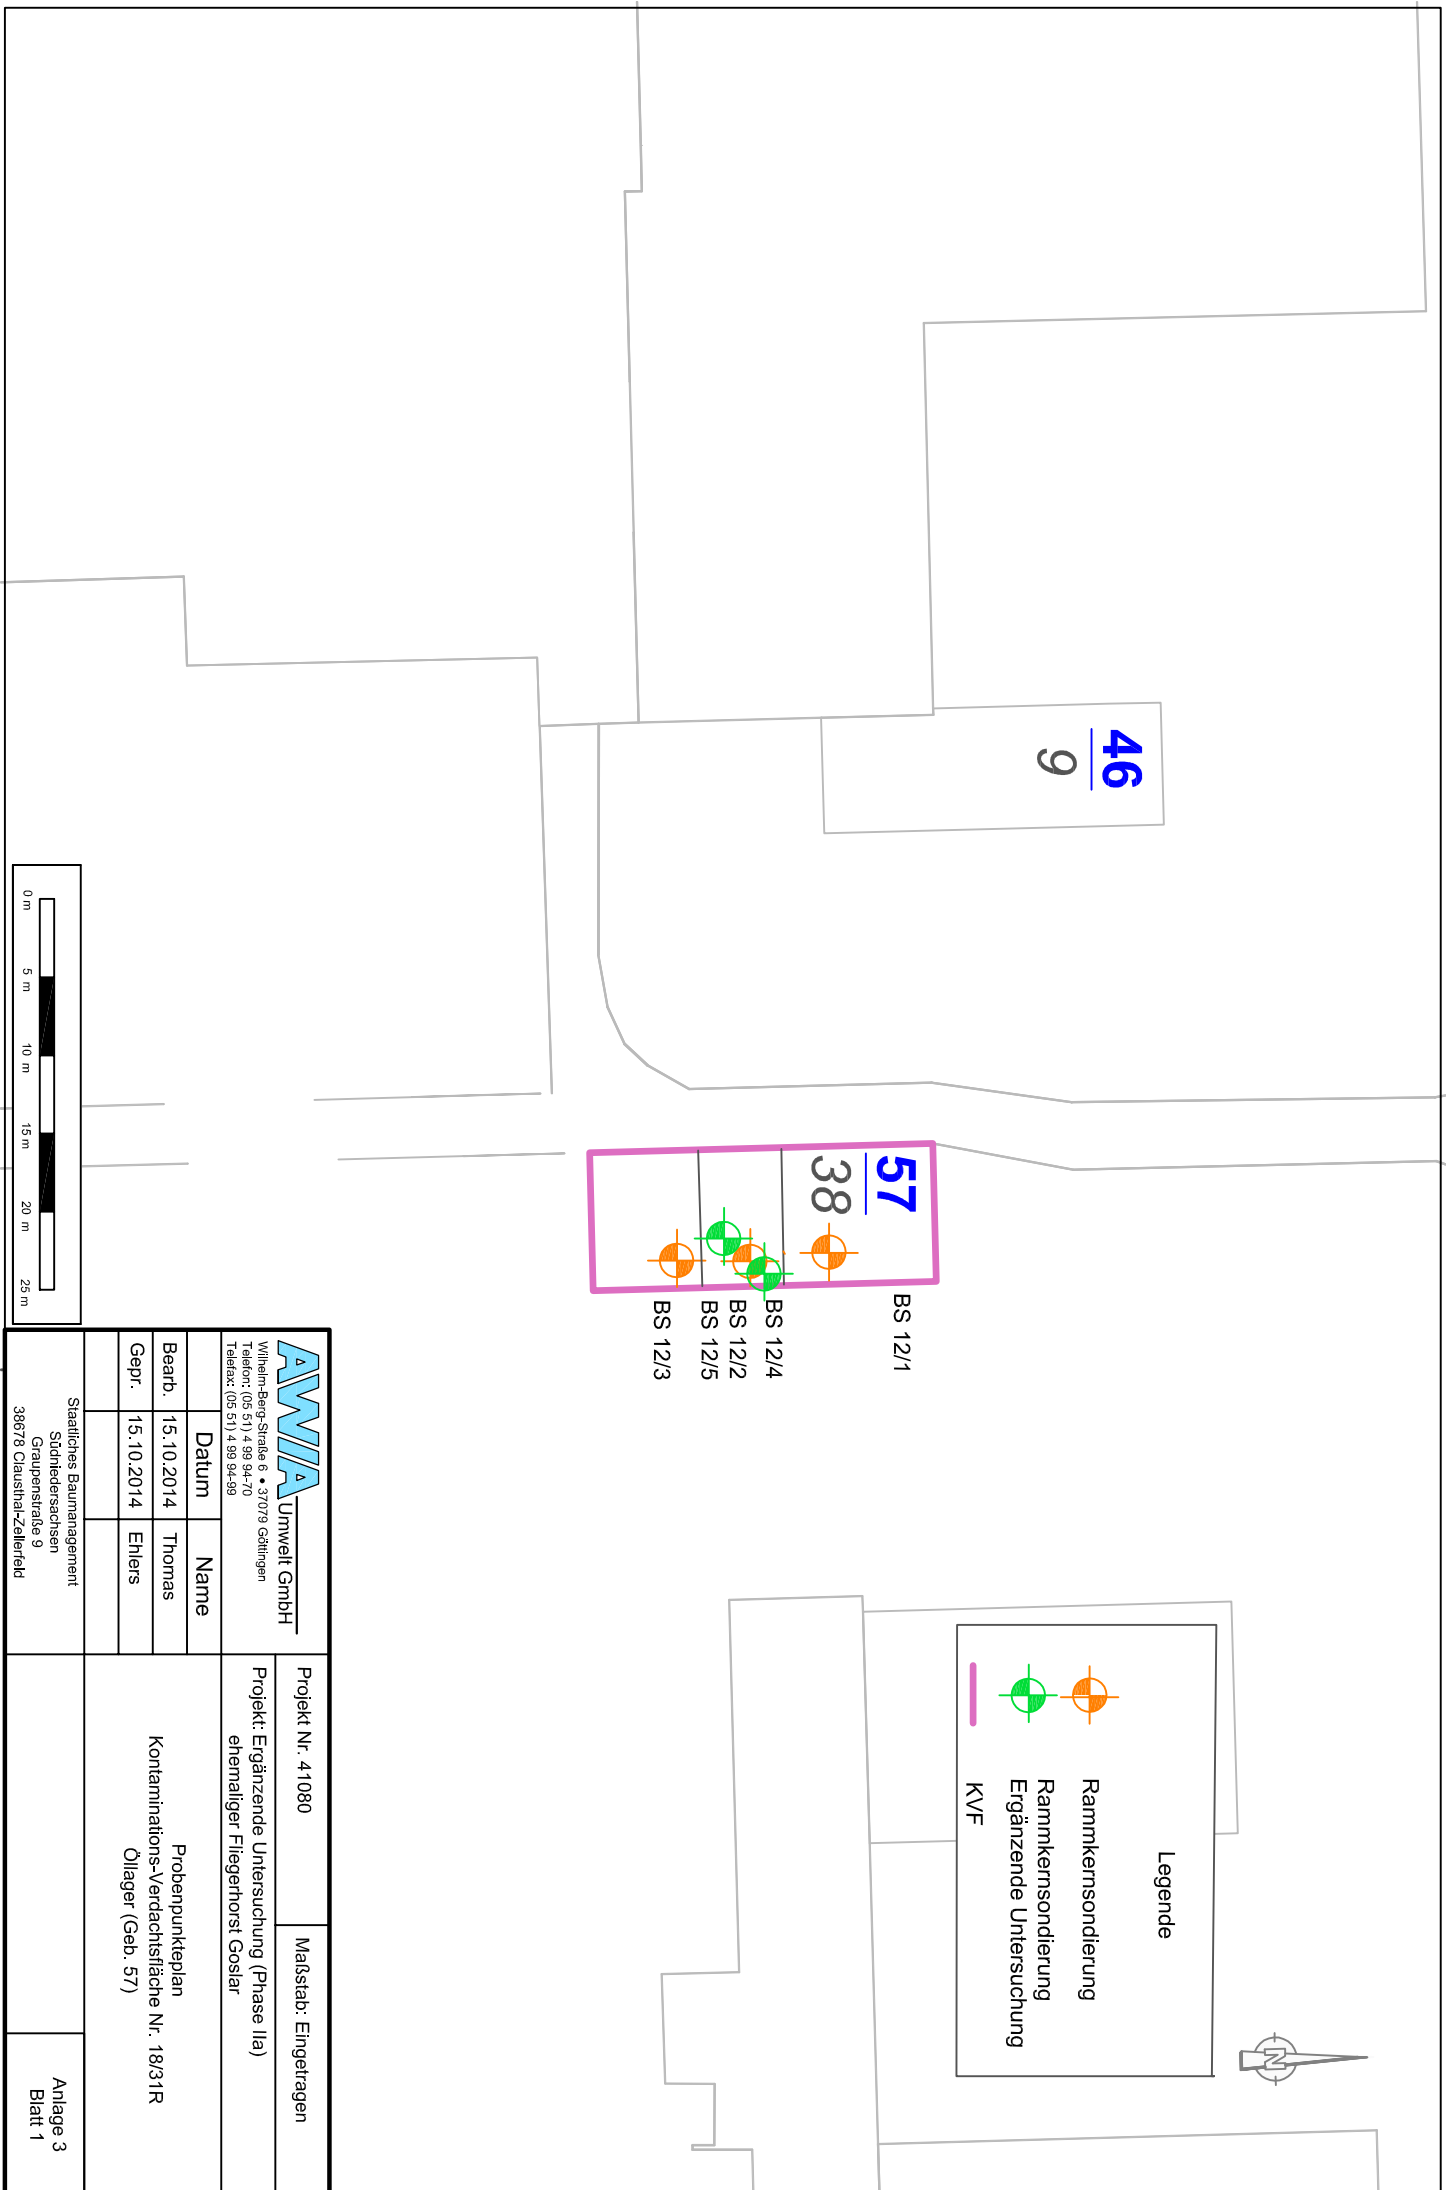 46
9
57
38
BS 12/1
BS 12/4
BS 12/2
BS 12/5
BS 12/3
N
Legende
Rammkernsondierung
Rammkernsondierung
Ergänzende Untersuchung
KVF
0 m 5 m 10 m 15 m 20 m 25 m
AWIA Umwelt GmbH
Wilhelm-Berg-Straße 6 • 37079 Göttingen
Telefon: (05 51) 4 99 94-70
Telefax: (05 51) 4 99 94-99
Datum Name
Bearb. 15.10.2014 Thomas
Gepr. 15.10.2014 Ehlers
Staatliches Baumanagement
Südniedersachsen
Graupenstraße 9
38678 Clausthal-Zellerfeld
Projekt Nr. 41080
Maßstab: Eingetragen
Projekt: Ergänzende Untersuchung (Phase IIa)
ehemaliger Fliegerhorst Goslar
Probenpunkteplan
Kontaminations-Verdachtsfläche Nr. 18/31R
Öllager (Geb. 57)
Anlage 3
Blatt 1